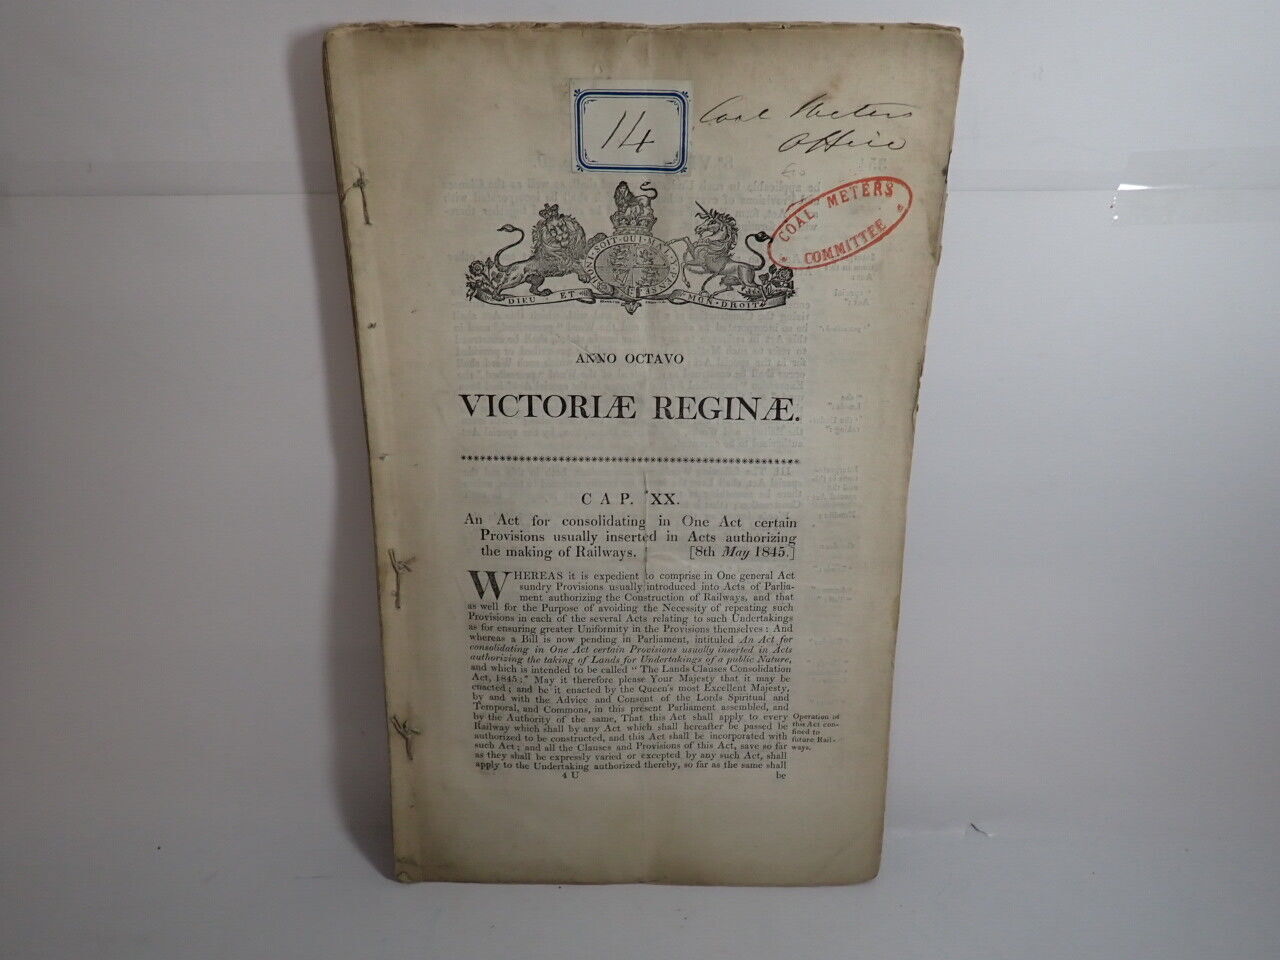 14
Coal Meters
Office
COAL METERS
COMMITTEE
HONI·SOIT·QUI·MAL·Y·PENSE
DIEU ET MON·DROIT
ANNO OCTAVO
VICTORIÆ REGINÆ.
CAP. XX.
An Act for consolidating in One Act certain
Provisions usually inserted in Acts authorizing
the making of Railways. [8th May 1845.]
WHEREAS it is expedient to comprise in One general Act
sundry Provisions usually introduced into Acts of Parlia-
ment authorizing the Construction of Railways, and that
as well for the Purpose of avoiding the Necessity of repeating such
Provisions in each of the several Acts relating to such Undertakings
as for ensuring greater Uniformity in the Provisions themselves: And
whereas a Bill is now pending in Parliament, intituled An Act for
consolidating in One Act certain Provisions usually inserted in Acts
authorizing the taking of Lands for Undertakings of a public Nature,
and which is intended to be called "The Lands Clauses Consolidation
Act, 1845;" May it therefore please Your Majesty that it may be
enacted; and be it enacted by the Queen's most Excellent Majesty,
by and with the Advice and Consent of the Lords Spiritual and
Temporal, and Commons, in this present Parliament assembled, and
by the Authority of the same, That this Act shall apply to every
Railway which shall by any Act which shall hereafter be passed be
authorized to be constructed, and this Act shall be incorporated with
such Act; and all the Clauses and Provisions of this Act, save so far
as they shall be expressly varied or excepted by any such Act, shall
apply to the Undertaking authorized thereby, so far as the same shall
Operation of
this Act con-
fined to
future Rail-
ways.
4 U be